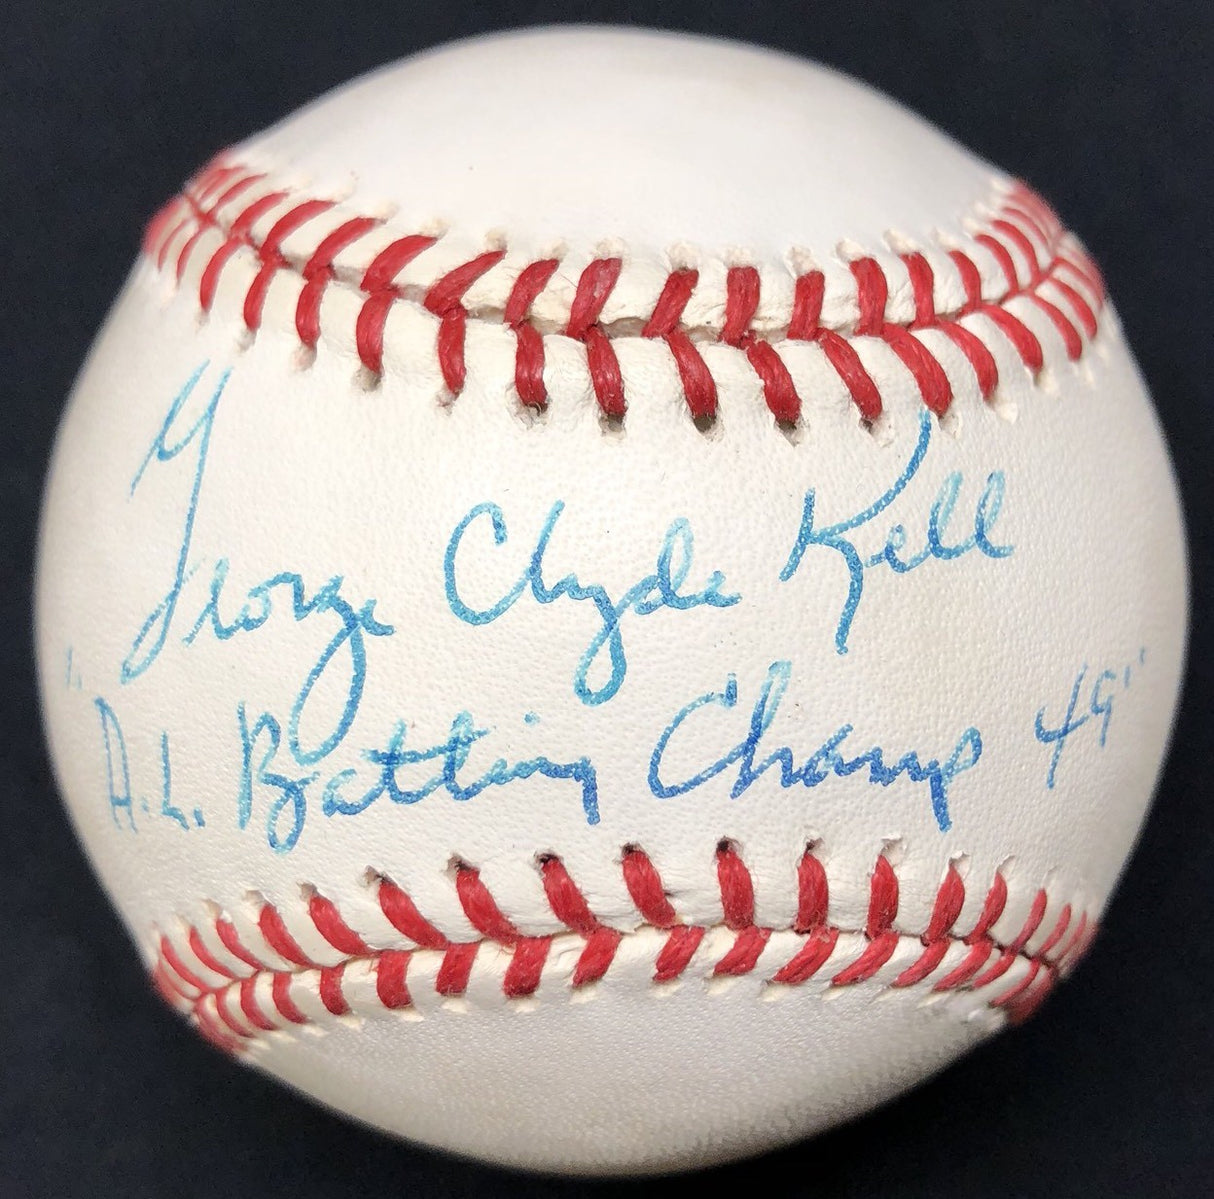 George Clyde Kell
"A.L. Batting Champ 49"